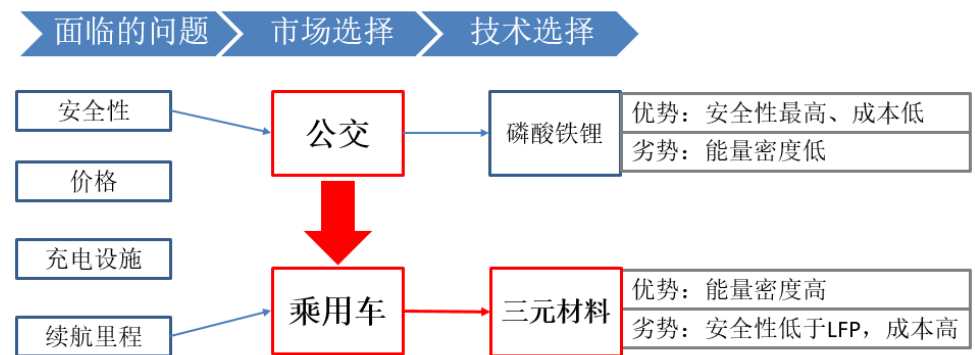 面临的问题
市场选择
技术选择
安全性
公交
磷酸铁锂
优势：安全性最高、成本低
劣势：能量密度低
价格
充电设施
续航里程
乘用车
三元材料
优势：能量密度高
劣势：安全性低于LFP，成本高